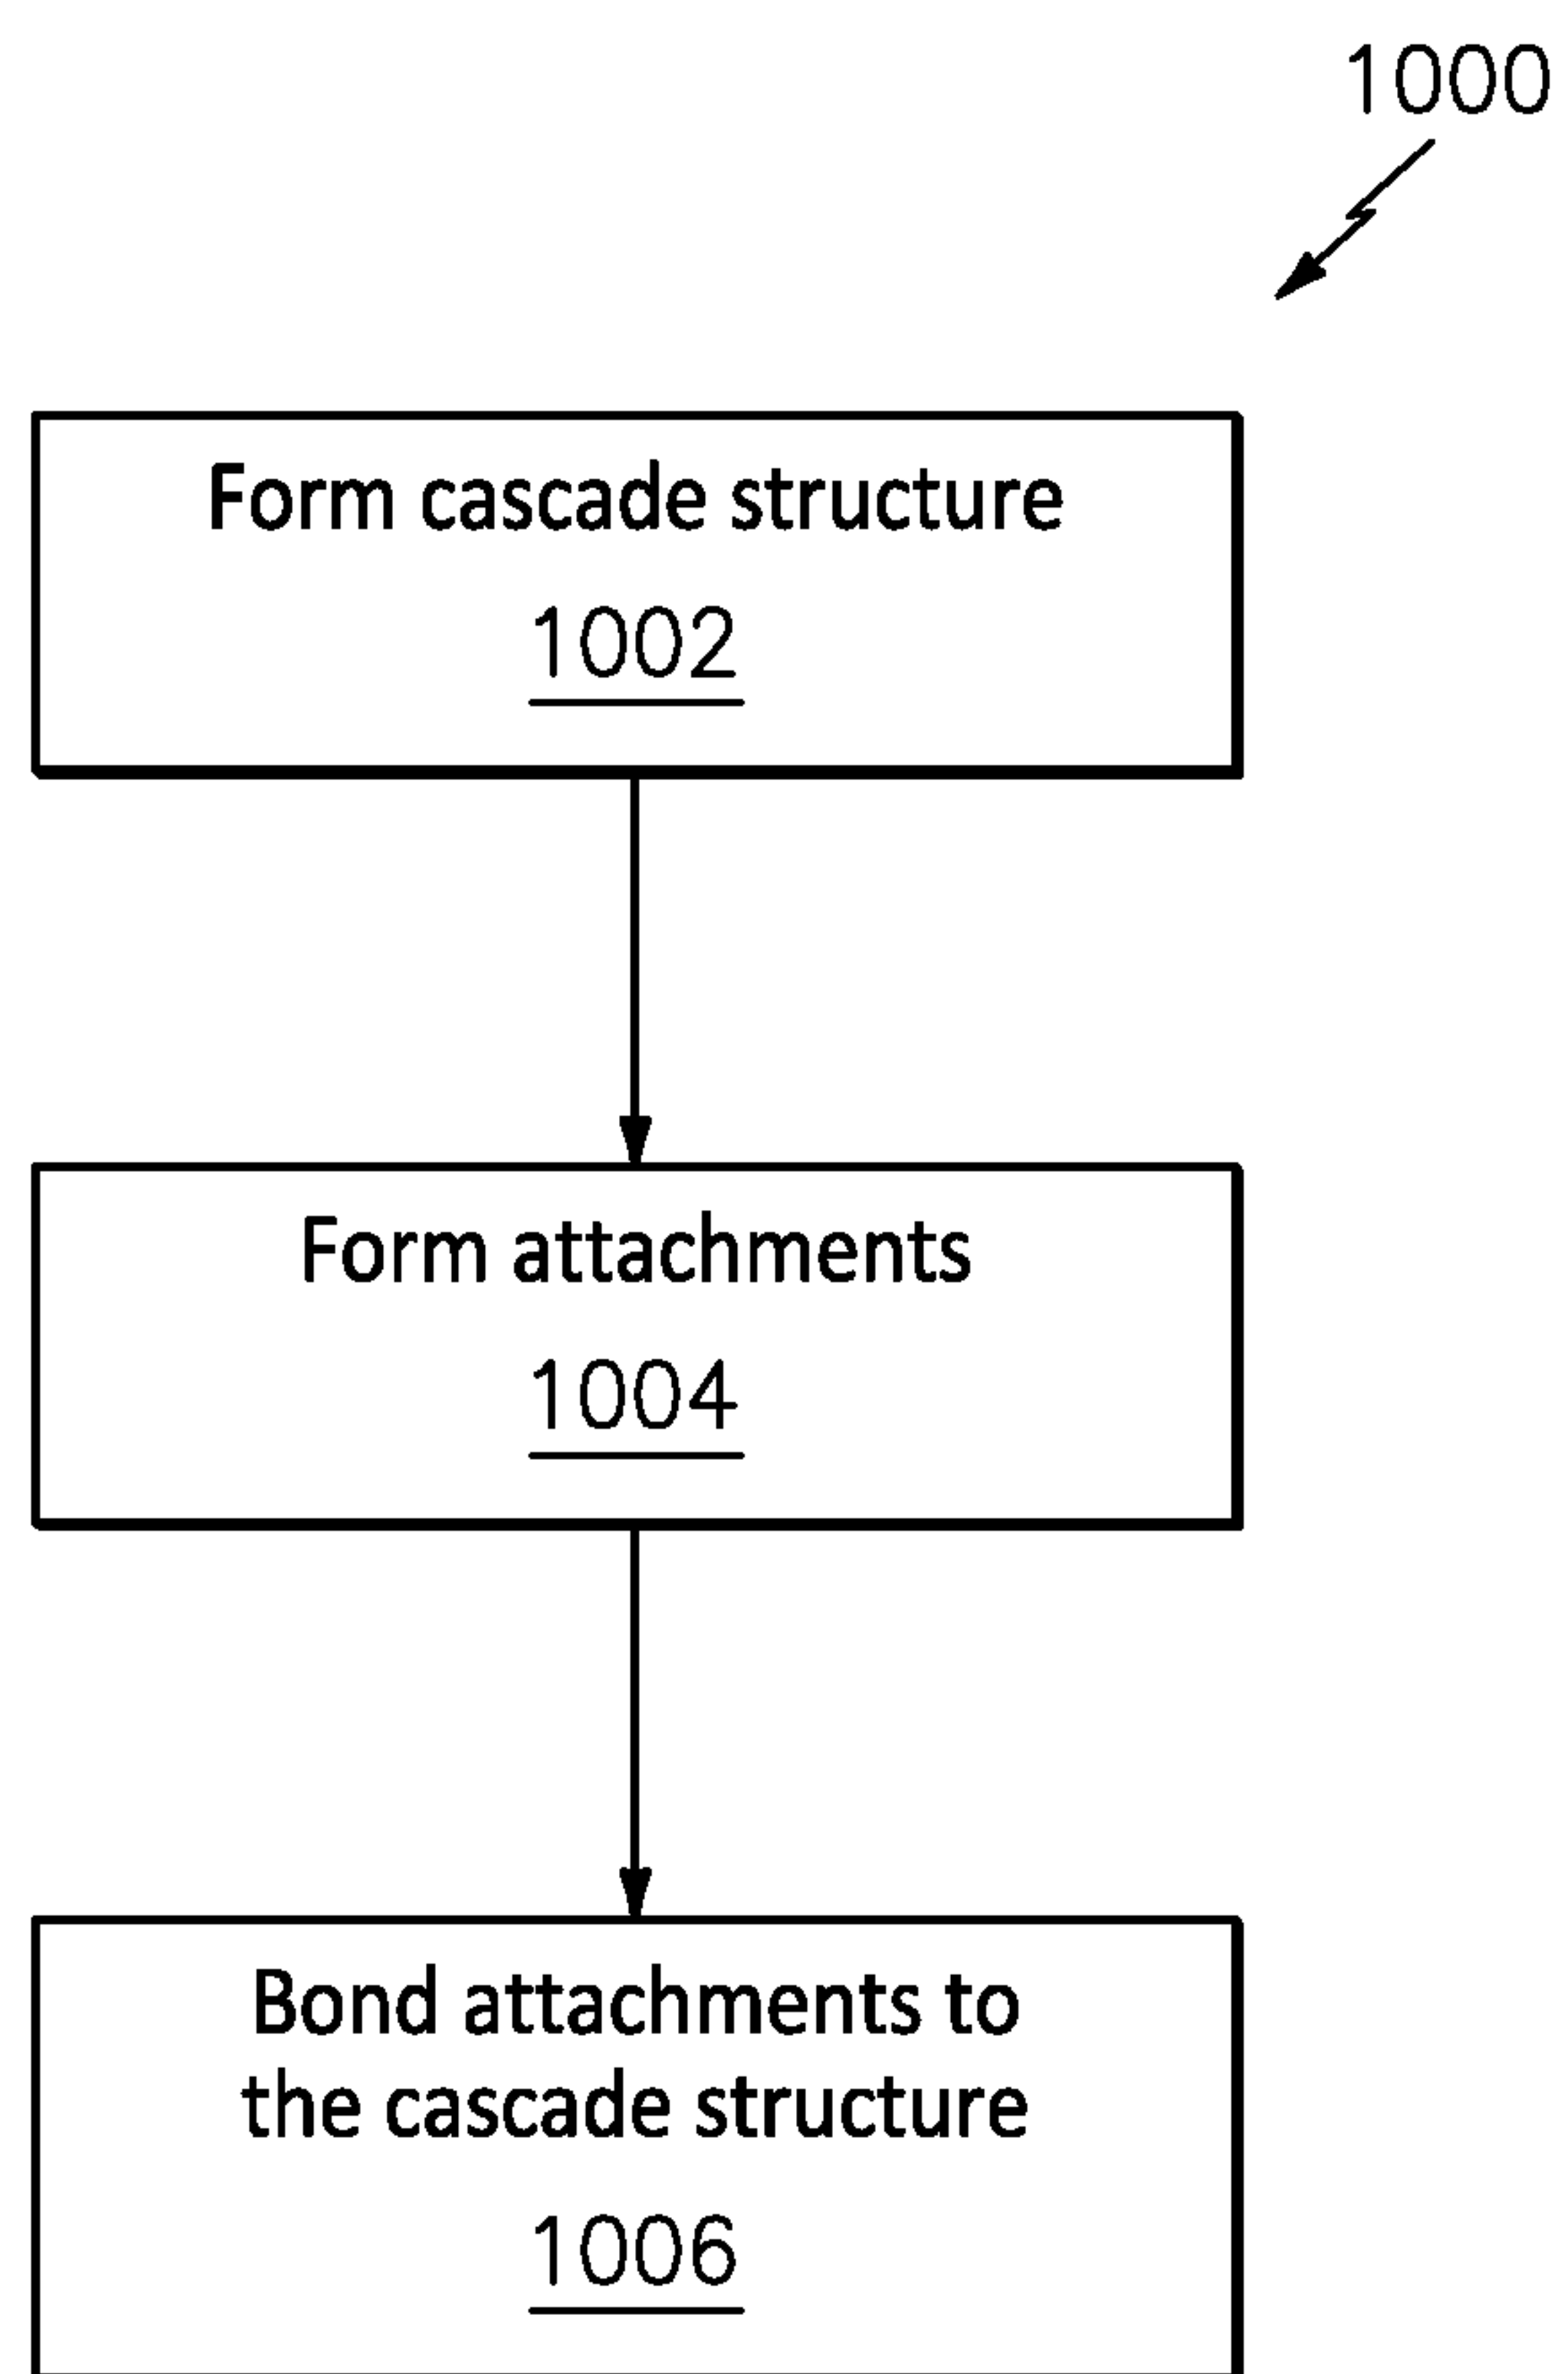 1000
Form cascade structure
1002
Form attachments
1004
Bond attachments to
the cascade structure
1006